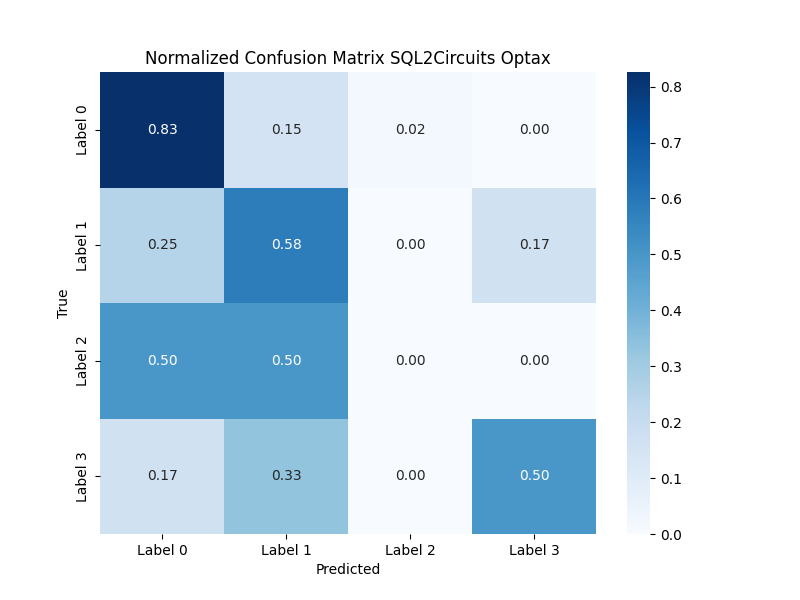 Normalized Confusion Matrix SQL2Circuits Optax
Label 0
0.83 0.15 0.02 0.00
Label 1
0.25 0.58 0.00 0.17
True
Label 2
0.50 0.50 0.00 0.00
Label 3
0.17 0.33 0.00 0.50
Label 0 Label 1 Label 2 Label 3
Predicted
0.8
0.7
0.6
0.5
0.4
0.3
0.2
0.1
0.0